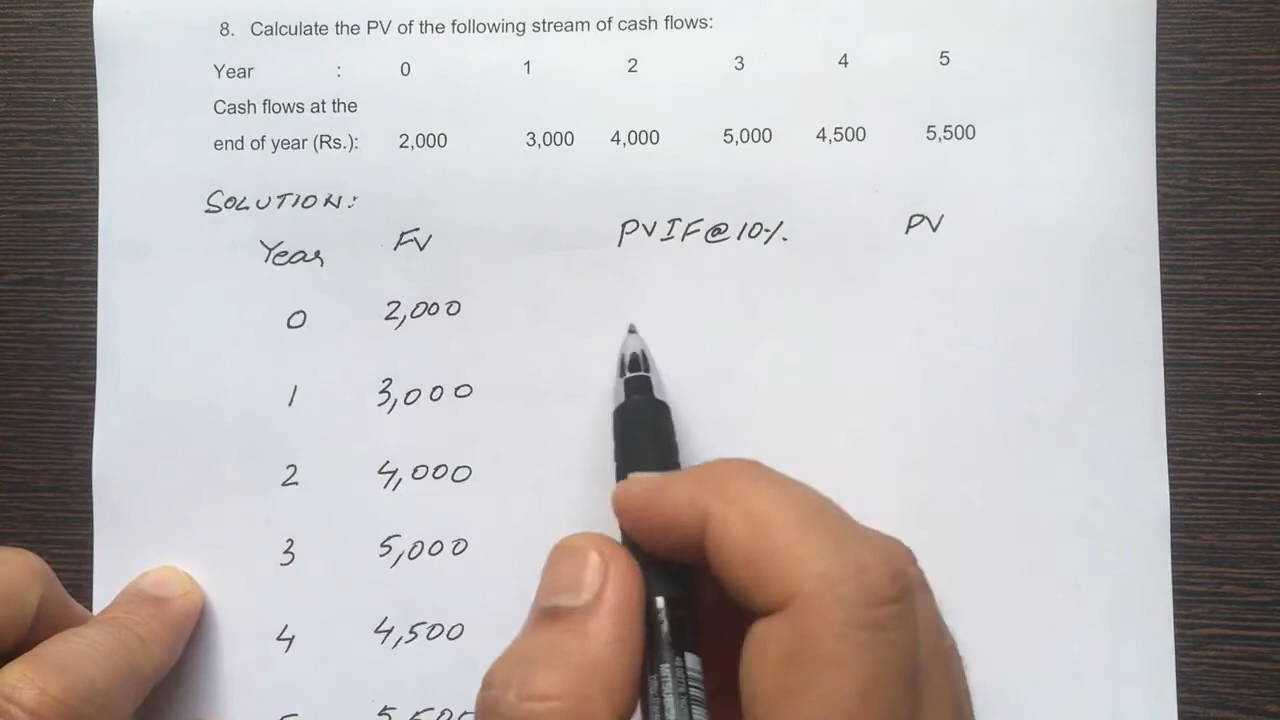 8. Calculate the PV of the following stream of cash flows:
Year : 0 1 2 3 4 5
Cash flows at the
end of year (Rs.): 2,000 3,000 4,000 5,000 4,500 5,500
SOLUTION:
Year FV PVIF@10% PV
0 2,000
1 3,000
2 4,000
3 5,000
4 4,500